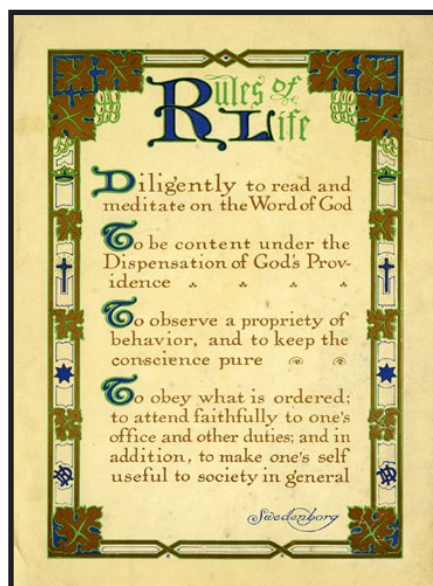 Rules of
Life
Diligently to read and
meditate on the Word of God
To be content under the
Dispensation of God's Prov-
idence
To observe a propriety of
behavior, and to keep the
conscience pure
To obey what is ordered;
to attend faithfully to one's
office and other duties; and in
addition, to make one's self
useful to society in general
Swedenborg